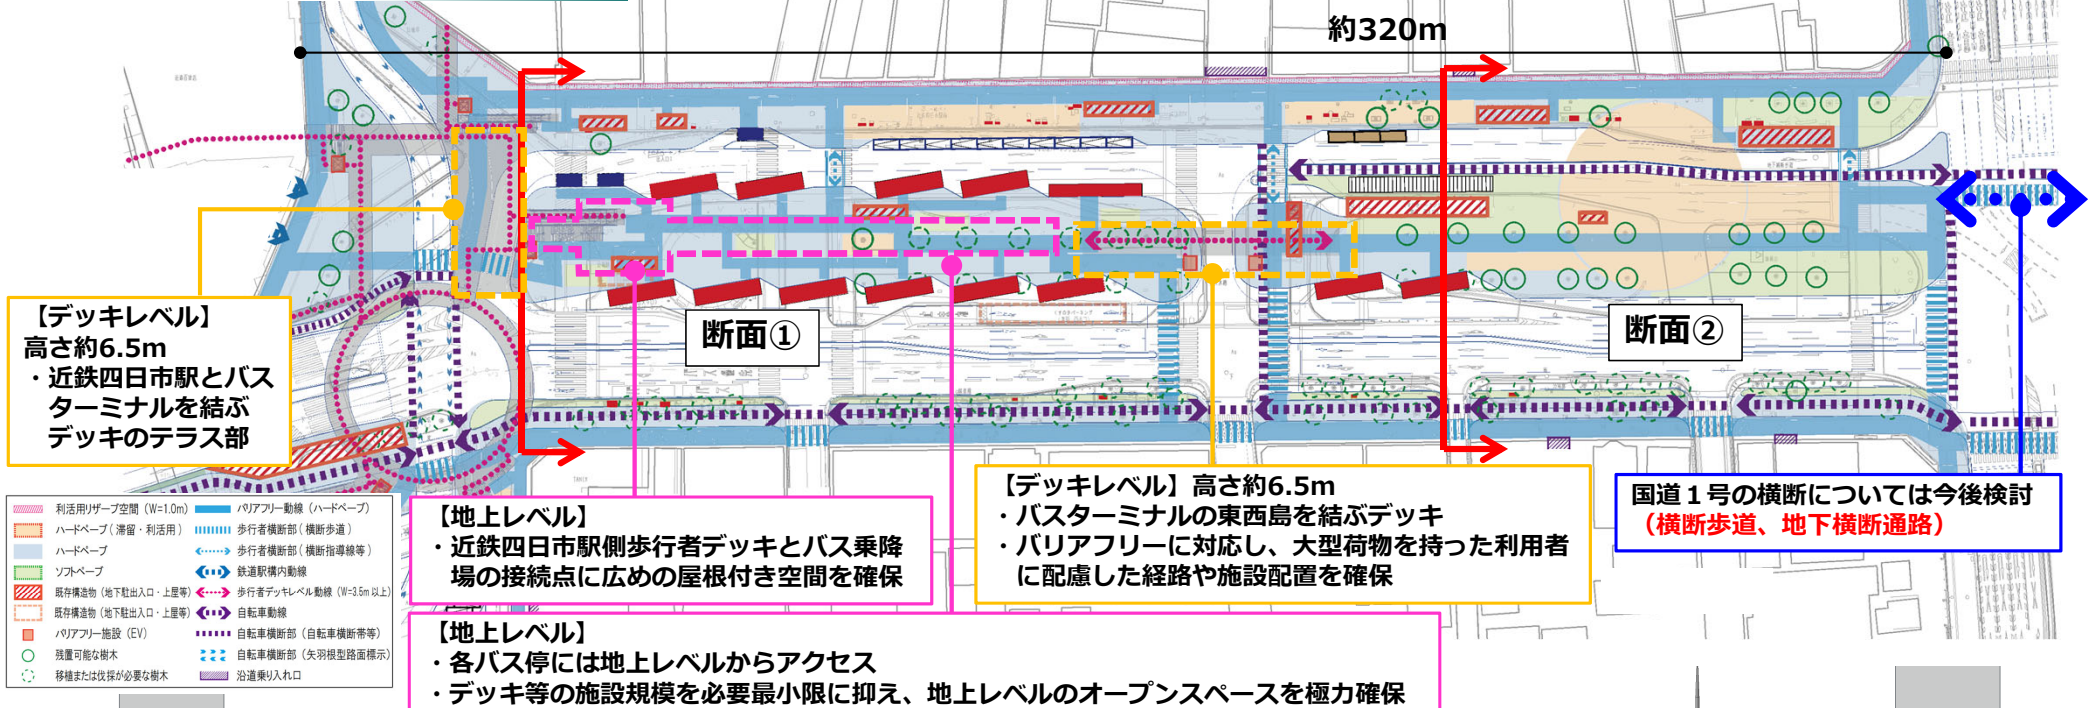 約320m
断面①
断面②
【デッキレベル】
高さ約6.5m
・近鉄四日市駅とバス
ターミナルを結ぶ
デッキのテラス部
【地上レベル】
・近鉄四日市駅側歩行者デッキとバス乗降
場の接続点に広めの屋根付き空間を確保
【デッキレベル】高さ約6.5m
・バスターミナルの東西島を結ぶデッキ
・バリアフリーに対応し、大型荷物を持った利用者
に配慮した経路や施設配置を確保
国道１号の横断については今後検討
（横断歩道、地下横断通路）
【地上レベル】
・各バス停には地上レベルからアクセス
・デッキ等の施設規模を必要最小限に抑え、地上レベルのオープンスペースを極力確保
利活用リザーブ空間（W=1.0m）
ハードペーブ（滞留・利活用）
ハードペーブ
ソフトペーブ
既存構造物（地下駐出入口・上屋等）
既存構造物（地下駐出入口・上屋等）
バリアフリー施設（EV）
残置可能な樹木
移植または伐採が必要な樹木
バリアフリー動線（ハードペーブ）
歩行者横断部（横断歩道）
歩行者横断部（横断指導線等）
鉄道駅構内動線
歩行者デッキレベル動線（W=3.5m以上）
自転車動線
自転車横断部（自転車横断帯等）
自転車横断部（矢羽根型路面標示）
沿道乗り入れ口